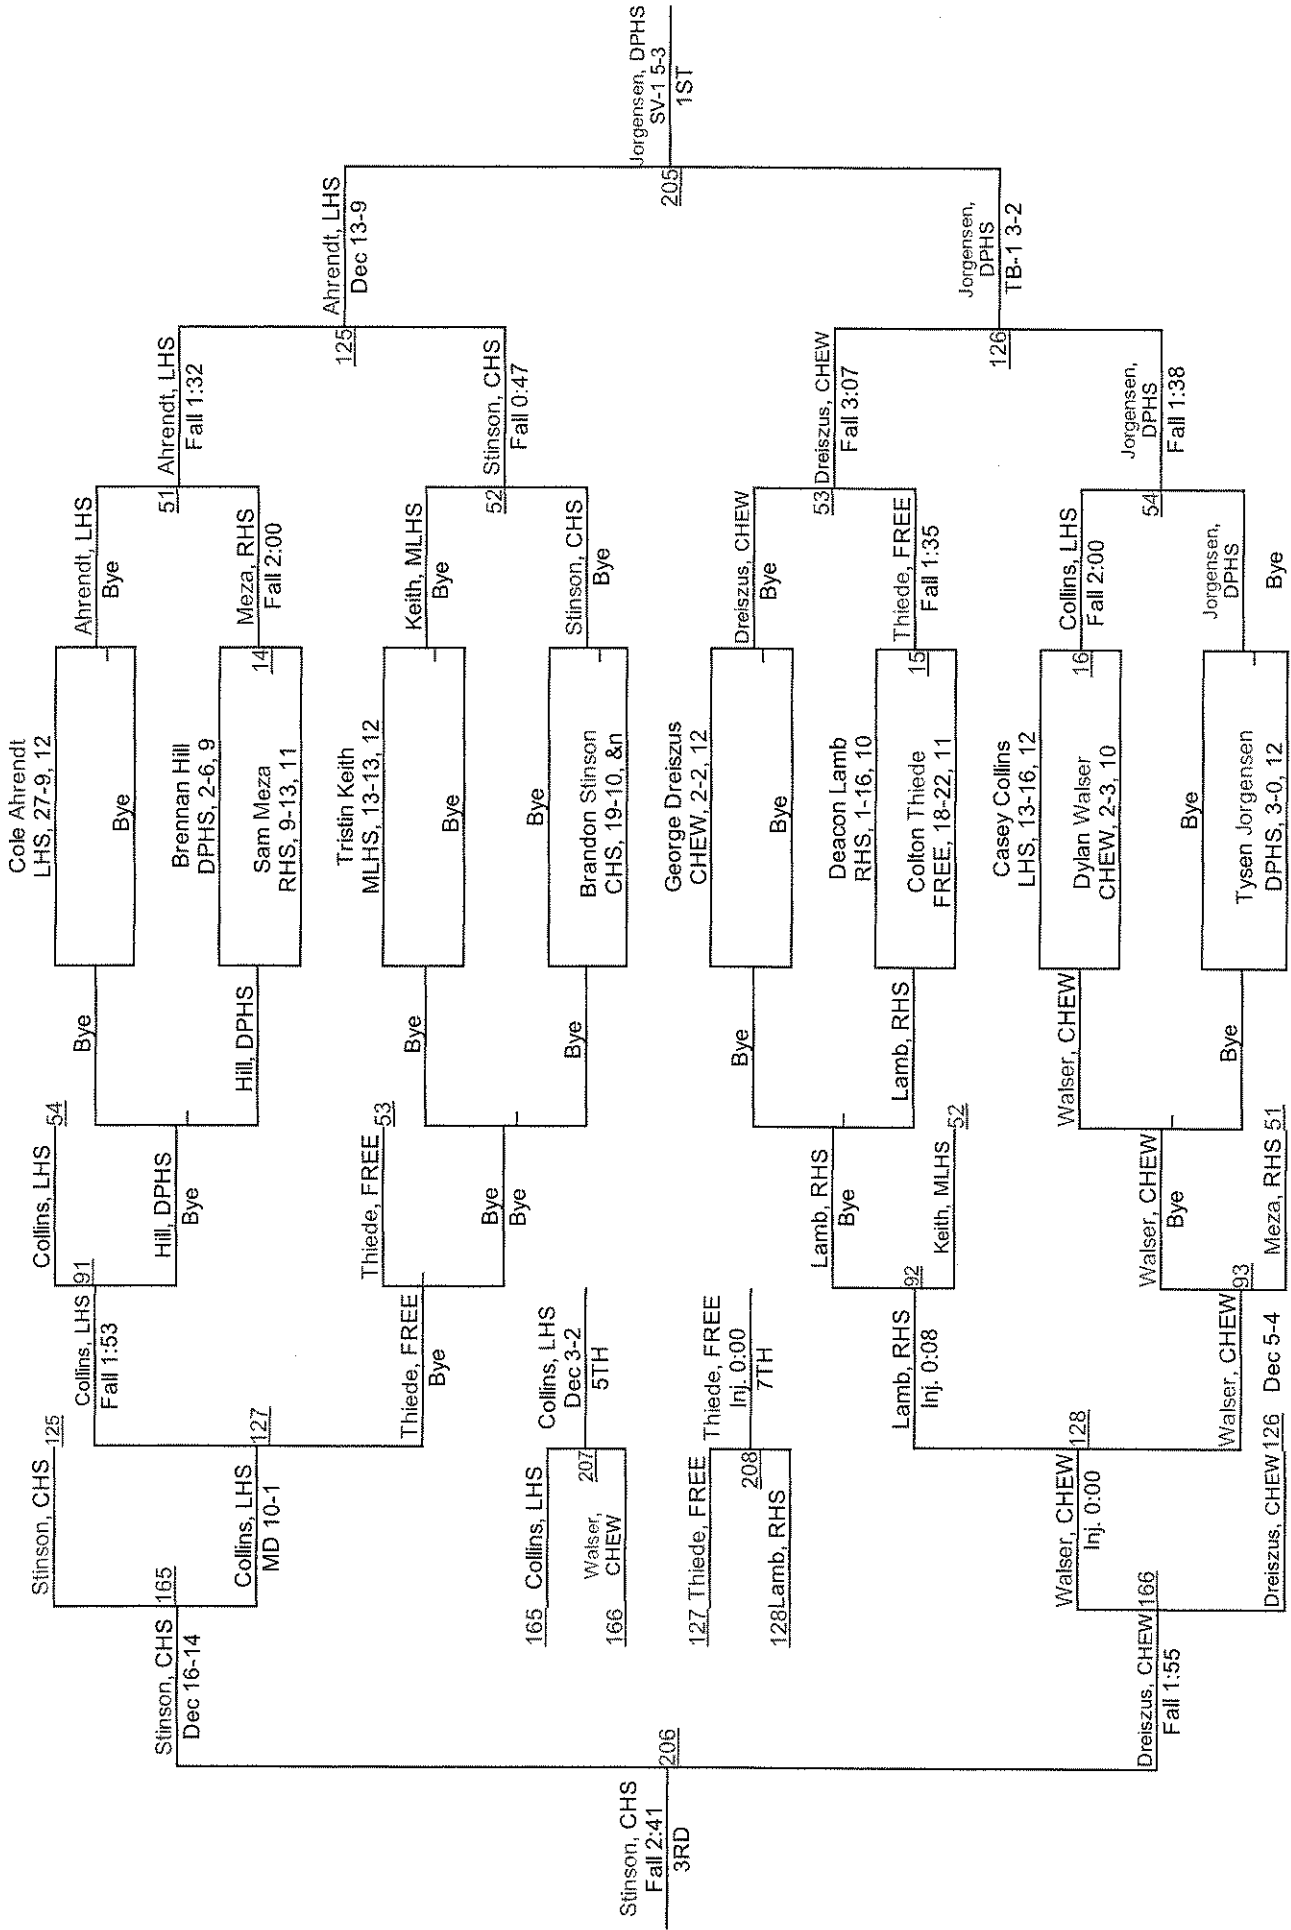 Cole Ahrendt
LHS, 27-9, 12
Bye
Brennan Hill
DPHS, 2-6, 9
Sam Meza
RHS, 9-13, 11
14
Tristin Keith
MLHS, 13-13, 12
Bye
Bye
Brandon Stinson
CHS, 19-10, &n
George Dreiszus
CHEW, 2-2, 12
Bye
Deacon Lamb
RHS, 1-16, 10
Colton Thiede
FREE, 18-22, 11
15
Casey Collins
LHS, 13-16, 12
Dylan Walser
CHEW, 2-3, 10
16
Bye
Tysen Jorgensen
DPHS, 3-0, 12
Ahrendt, LHS
Bye
51
Meza, RHS
Fall 2:00
Keith, MLHS
Bye
52
Stinson, CHS
Bye
Dreiszus, CHEW
Bye
53
Thiede, FREE
Fall 1:35
Collins, LHS
Fall 2:00
54
Jorgensen,
DPHS
Bye
Ahrendt, LHS
Fall 1:32
125
Stinson, CHS
Fall 0:47
Dreiszus, CHEW
Fall 3:07
126
Jorgensen,
DPHS
Fall 1:38
Ahrendt, LHS
Dec 13-9
205
Jorgensen,
DPHS
TB-1 3-2
Jorgensen, DPHS
SV-1 5-3
1ST
Bye
Hill, DPHS
Bye
Bye
Bye
Lamb, RHS
Walser, CHEW
Bye
Collins, LHS 54
91
Hill, DPHS
Bye
Thiede, FREE 53
Bye
Bye
Lamb, RHS
Bye
92
Keith, MLHS 52
Walser, CHEW
Bye
93
Meza, RHS 51
Stinson, CHS 125
Collins, LHS
Fall 1:53
127
Thiede, FREE
Bye
Lamb, RHS
Inj. 0:08
128
Walser, CHEW
Dec 5-4
165
Collins, LHS
MD 10-1
Walser, CHEW
Inj. 0:00
166
Dreiszus, CHEW 126
Stinson, CHS
Dec 16-14
206
Dreiszus, CHEW
Fall 1:55
Stinson, CHS
Fall 2:41
3RD
165 Collins, LHS
207
Walser,
CHEW
166
Collins, LHS
Dec 3-2
5TH
127 Thiede, FREE
208
128 Lamb, RHS
Thiede, FREE
Inj. 0:00
7TH